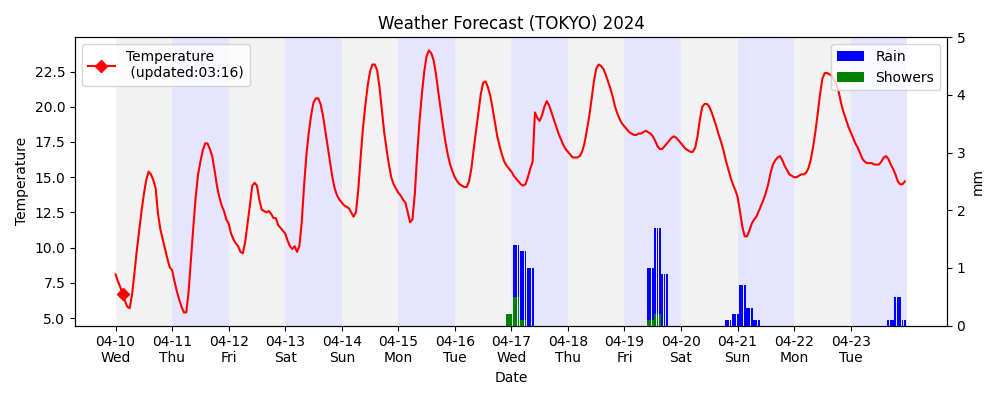 Weather Forecast (TOKYO) 2024
Temperature
(updated:03:16)
Rain
Showers
Temperature
22.5
20.0
17.5
15.0
12.5
10.0
7.5
5.0
5
4
3
2
1
0
mm
04-10 04-11 04-12 04-13 04-14 04-15 04-16 04-17 04-18 04-19 04-20 04-21 04-22 04-23
Wed Thu Fri Sat Sun Mon Tue Wed Thu Fri Sat Sun Mon Tue
Date